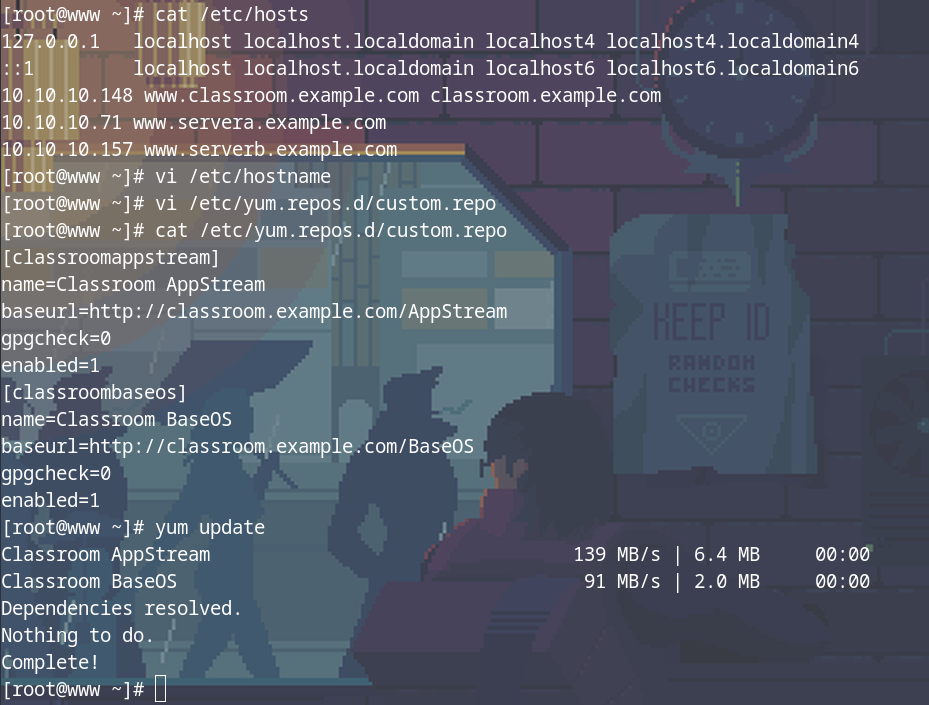 [root@www ~]# cat /etc/hosts
127.0.0.1   localhost localhost.localdomain localhost4 localhost4.localdomain4
::1         localhost localhost.localdomain localhost6 localhost6.localdomain6
10.10.10.148 www.classroom.example.com classroom.example.com
10.10.10.71 www.servera.example.com
10.10.10.157 www.serverb.example.com
[root@www ~]# vi /etc/hostname
[root@www ~]# vi /etc/yum.repos.d/custom.repo
[root@www ~]# cat /etc/yum.repos.d/custom.repo
[classroomappstream]
name=Classroom AppStream
baseurl=http://classroom.example.com/AppStream
gpgcheck=0
enabled=1
[classroombaseos]
name=Classroom BaseOS
baseurl=http://classroom.example.com/BaseOS
gpgcheck=0
enabled=1
[root@www ~]# yum update
Classroom AppStream                                 139 MB/s | 6.4 MB     00:00
Classroom BaseOS                                     91 MB/s | 2.0 MB     00:00
Dependencies resolved.
Nothing to do.
Complete!
[root@www ~]#
KEEP ID
RANDOM
CHECKS